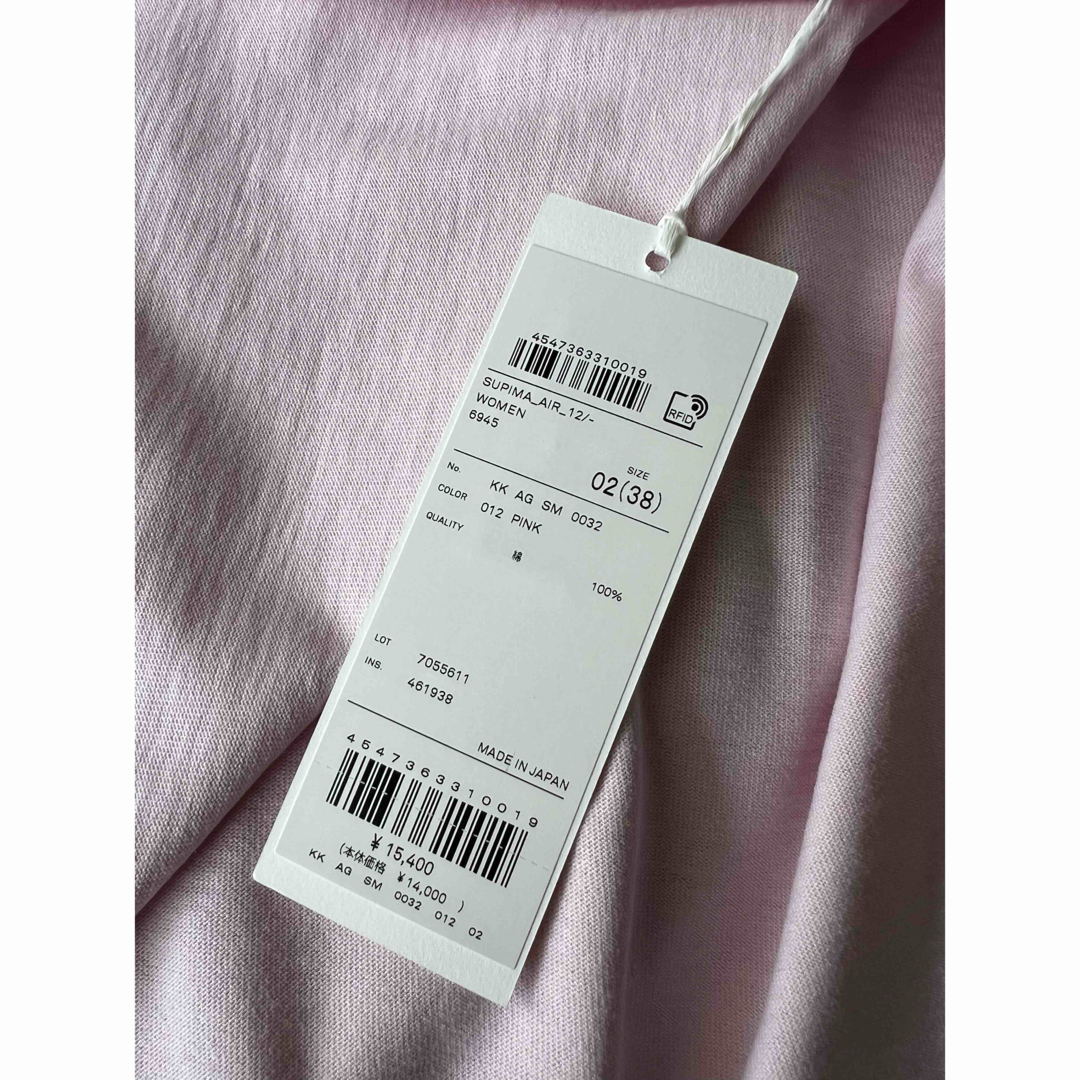 4547363310019
RFID
SUPIMA_AIR_12/-
WOMEN
6945
SIZE
02(38)
No. KK AG SM 0032
COLOR 012 PINK
QUALITY
綿 100%
LOT 7055611
INS. 461938
MADE IN JAPAN
4547363310019
¥ 15,400
(本体価格 ¥14,000 )
KK AG SM 0032 012 02